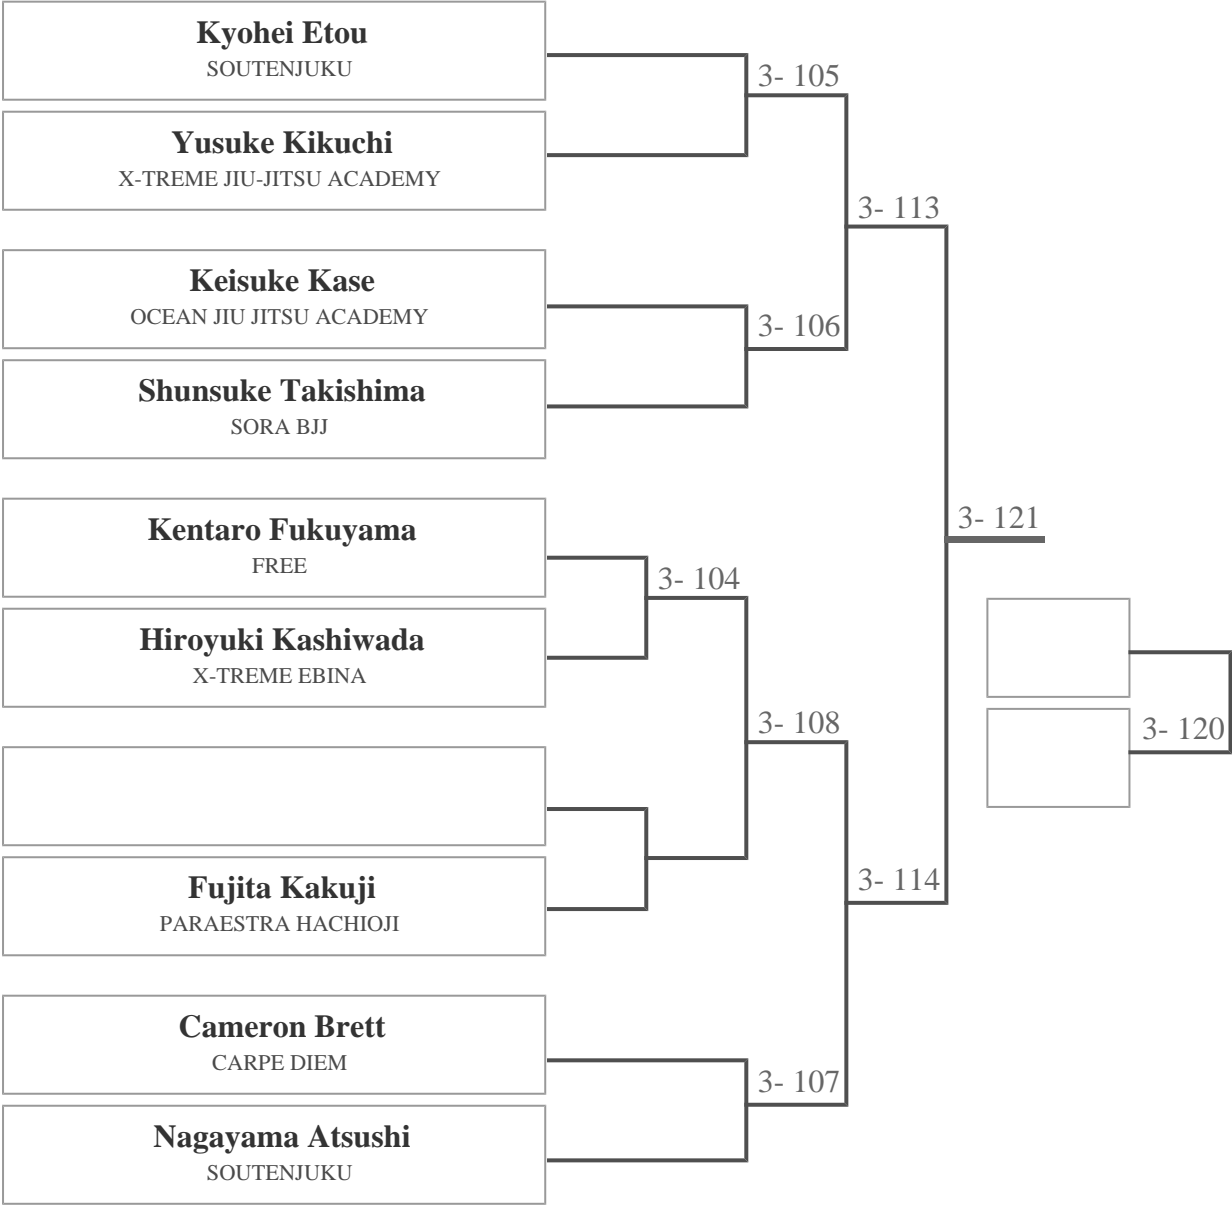 Kyohei Etou
SOUTENJUKU
3- 105
Yusuke Kikuchi
X-TREME JIU-JITSU ACADEMY
3- 113
Keisuke Kase
OCEAN JIU JITSU ACADEMY
3- 106
Shunsuke Takishima
SORA BJJ
Kentaro Fukuyama
FREE
3- 121
3- 104
Hiroyuki Kashiwada
X-TREME EBINA
3- 108
3- 120
Fujita Kakuji
PARAESTRA HACHIOJI
3- 114
Cameron Brett
CARPE DIEM
3- 107
Nagayama Atsushi
SOUTENJUKU